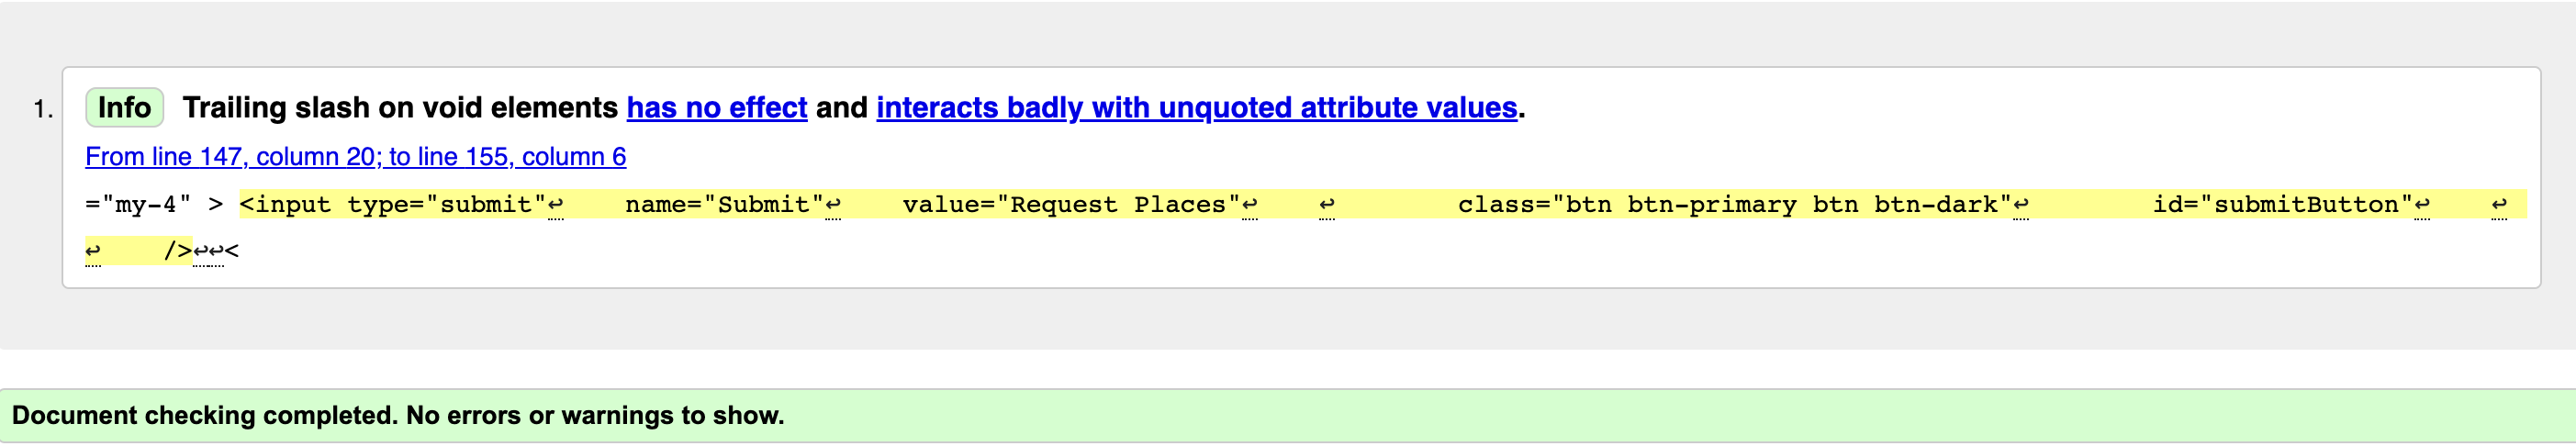 1. Info Trailing slash on void elements has no effect and interacts badly with unquoted attribute values.
From line 147, column 20; to line 155, column 6
="my-4" > <input type="submit"↩    name="Submit"↩    value="Request Places"↩    ↩        class="btn btn-primary btn btn-dark"↩        id="submitButton"↩    ↩
↩    />↩↩<
Document checking completed. No errors or warnings to show.